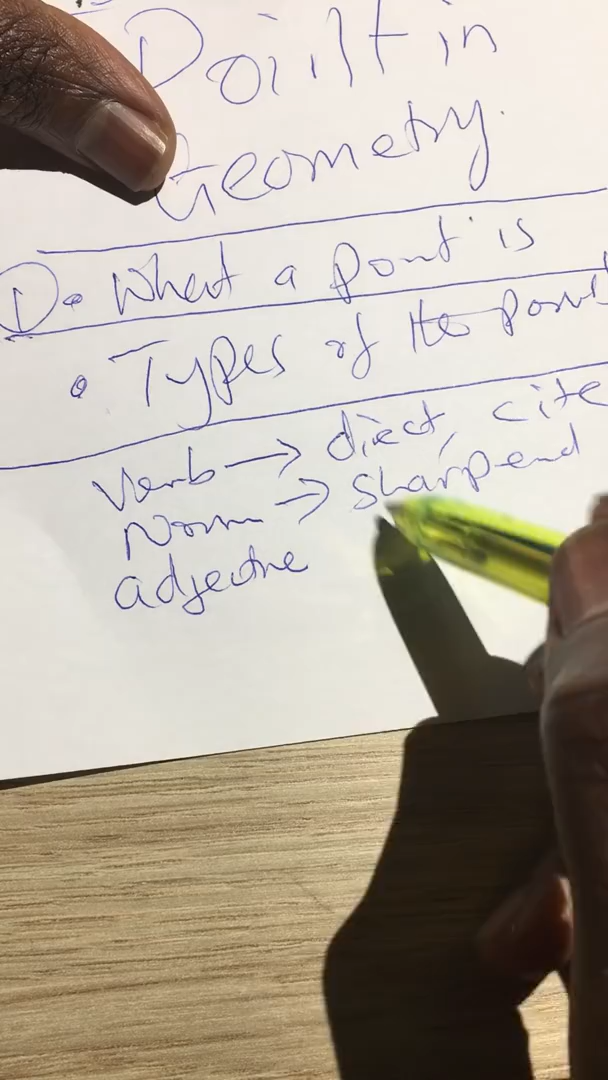 Point in
Geometry.
1). What a point is
• Types of the point
Verb → direct, cite
Noun → sharp end
adjective